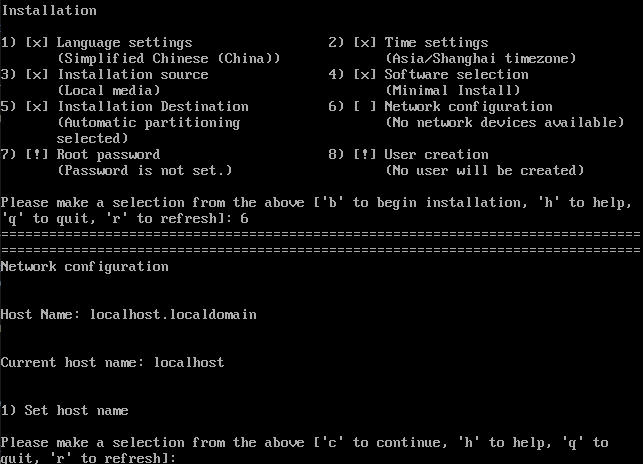 Installation
1) [x] Language settings 2) [x] Time settings
(Simplified Chinese (China)) (Asia/Shanghai timezone)
3) [x] Installation source 4) [x] Software selection
(Local media) (Minimal Install)
5) [x] Installation Destination 6) [ ] Network configuration
(Automatic partitioning (No network devices available)
selected)
7) [!] Root password 8) [!] User creation
(Password is not set.) (No user will be created)
Please make a selection from the above ['b' to begin installation, 'h' to help,
'q' to quit, 'r' to refresh]: 6
================================================================================
================================================================================
Network configuration
Host Name: localhost.localdomain
Current host name: localhost
1) Set host name
Please make a selection from the above ['c' to continue, 'h' to help, 'q' to
quit, 'r' to refresh]: